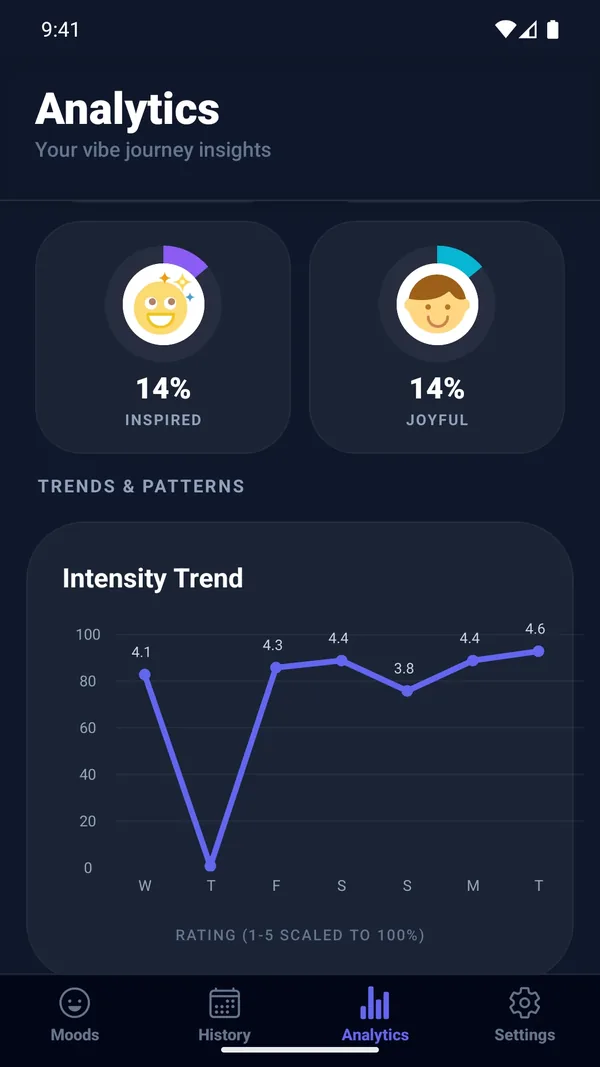 9:41
Analytics
Your vibe journey insights
14%
INSPIRED
14%
JOYFUL
TRENDS & PATTERNS
Intensity Trend
100
80
60
40
20
0
4.1
4.3
4.4
3.8
4.4
4.6
W T F S S M T
RATING (1-5 SCALED TO 100%)
Moods History Analytics Settings